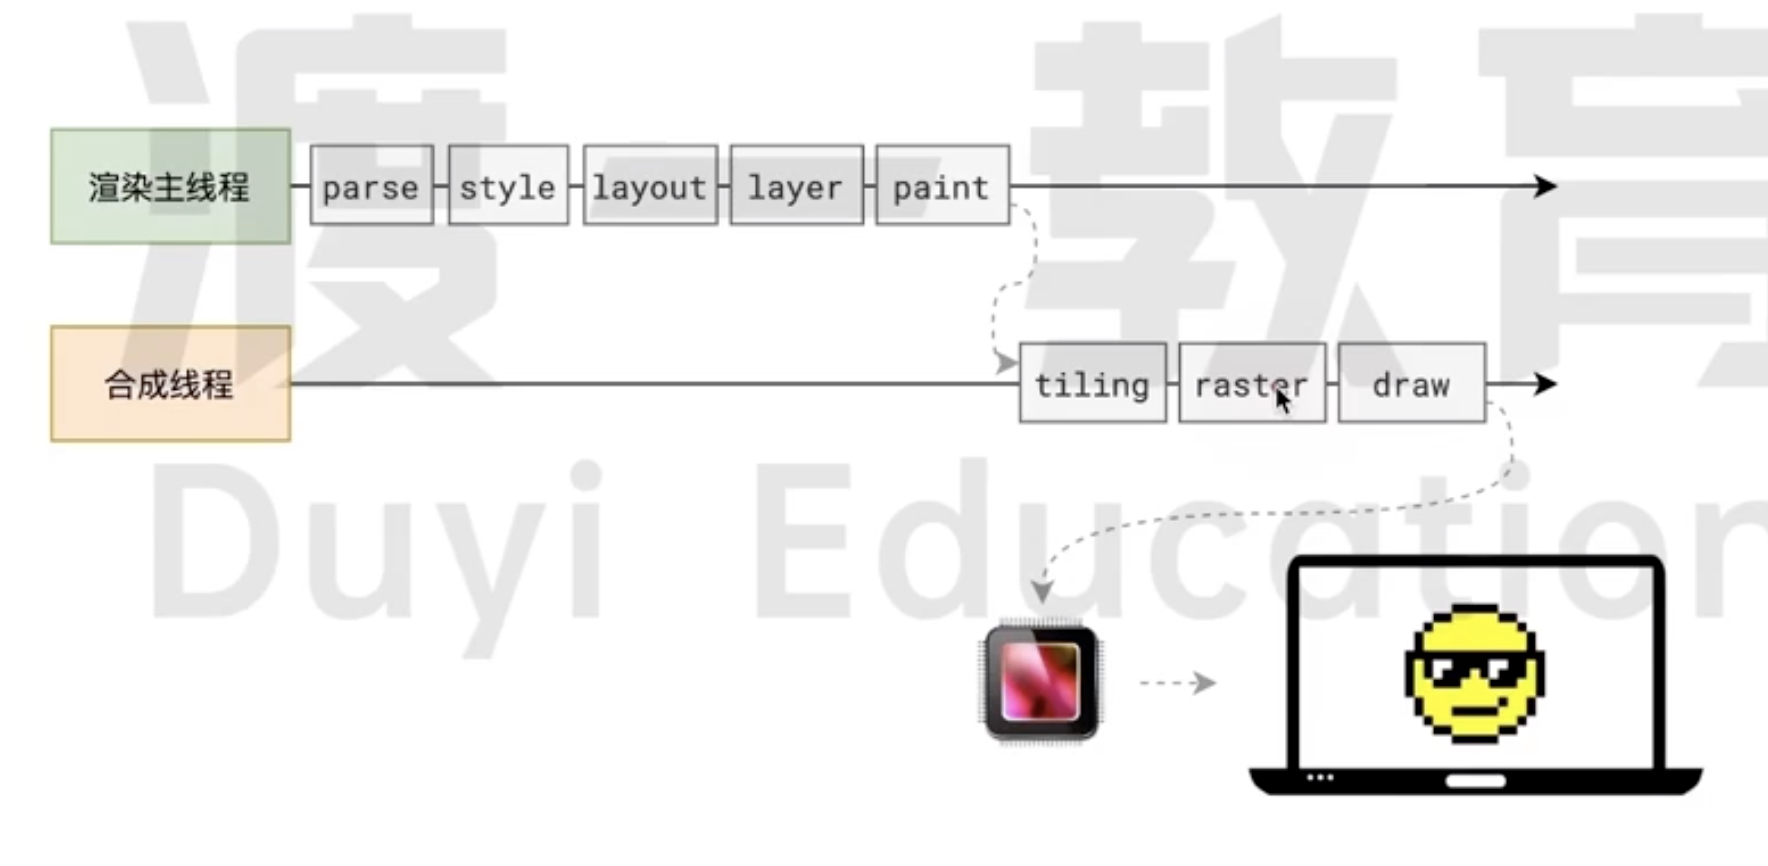 渡一教育
渲染主线程
parse
style
layout
layer
paint
合成线程
tiling
raster
draw
Duyi Education